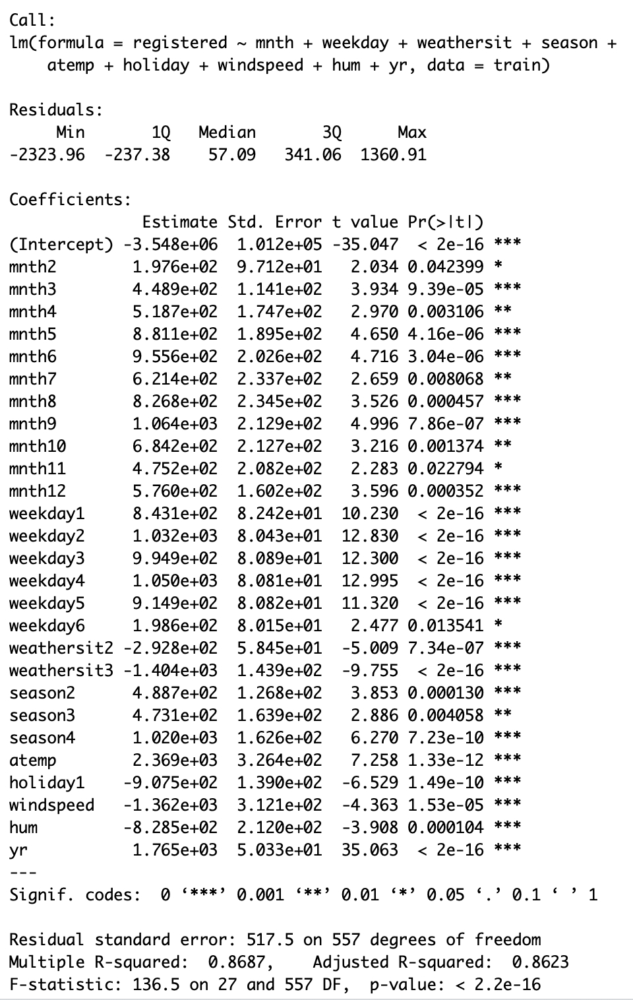 Call:
lm(formula = registered ~ mnth + weekday + weathersit + season +
    atemp + holiday + windspeed + hum + yr, data = train)

Residuals:
     Min       1Q   Median       3Q      Max
-2323.96  -237.38    57.09   341.06  1360.91

Coefficients:
              Estimate Std. Error t value Pr(>|t|)
(Intercept) -3.548e+06  1.012e+05 -35.047  < 2e-16 ***
mnth2        1.976e+02  9.712e+01   2.034 0.042399 *
mnth3        4.489e+02  1.141e+02   3.934 9.39e-05 ***
mnth4        5.187e+02  1.747e+02   2.970 0.003106 **
mnth5        8.811e+02  1.895e+02   4.650 4.16e-06 ***
mnth6        9.556e+02  2.026e+02   4.716 3.04e-06 ***
mnth7        6.214e+02  2.337e+02   2.659 0.008068 **
mnth8        8.268e+02  2.345e+02   3.526 0.000457 ***
mnth9        1.064e+03  2.129e+02   4.996 7.86e-07 ***
mnth10       6.842e+02  2.127e+02   3.216 0.001374 **
mnth11       4.752e+02  2.082e+02   2.283 0.022794 *
mnth12       5.760e+02  1.602e+02   3.596 0.000352 ***
weekday1     8.431e+02  8.242e+01  10.230  < 2e-16 ***
weekday2     1.032e+03  8.043e+01  12.830  < 2e-16 ***
weekday3     9.949e+02  8.089e+01  12.300  < 2e-16 ***
weekday4     1.050e+03  8.081e+01  12.995  < 2e-16 ***
weekday5     9.149e+02  8.082e+01  11.320  < 2e-16 ***
weekday6     1.986e+02  8.015e+01   2.477 0.013541 *
weathersit2 -2.928e+02  5.845e+01  -5.009 7.34e-07 ***
weathersit3 -1.404e+03  1.439e+02  -9.755  < 2e-16 ***
season2      4.887e+02  1.268e+02   3.853 0.000130 ***
season3      4.731e+02  1.639e+02   2.886 0.004058 **
season4      1.020e+03  1.626e+02   6.270 7.23e-10 ***
atemp        2.369e+03  3.264e+02   7.258 1.33e-12 ***
holiday1    -9.075e+02  1.390e+02  -6.529 1.49e-10 ***
windspeed   -1.362e+03  3.121e+02  -4.363 1.53e-05 ***
hum         -8.285e+02  2.120e+02  -3.908 0.000104 ***
yr           1.765e+03  5.033e+01  35.063  < 2e-16 ***
---
Signif. codes:  0 ‘***’ 0.001 ‘**’ 0.01 ‘*’ 0.05 ‘.’ 0.1 ‘ ’ 1

Residual standard error: 517.5 on 557 degrees of freedom
Multiple R-squared:  0.8687,    Adjusted R-squared:  0.8623
F-statistic: 136.5 on 27 and 557 DF,  p-value: < 2.2e-16